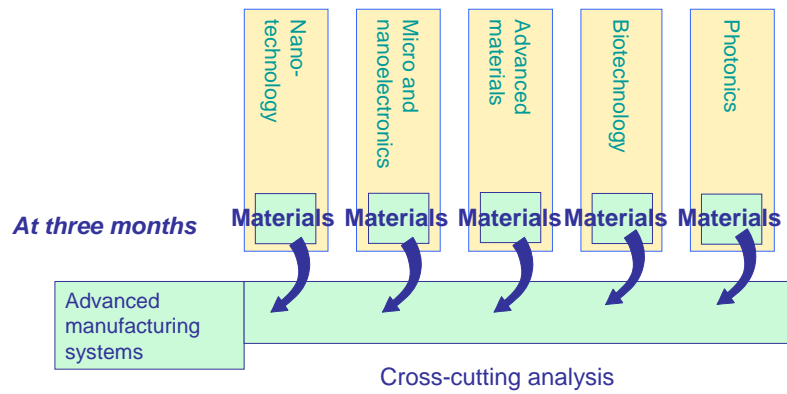 Nano-
technology
Micro and
nanoelectronics
Advanced
materials
Biotechnology
Photonics
At three months
Materials
Materials
Materials
Materials
Materials
Advanced
manufacturing
systems
Cross-cutting analysis